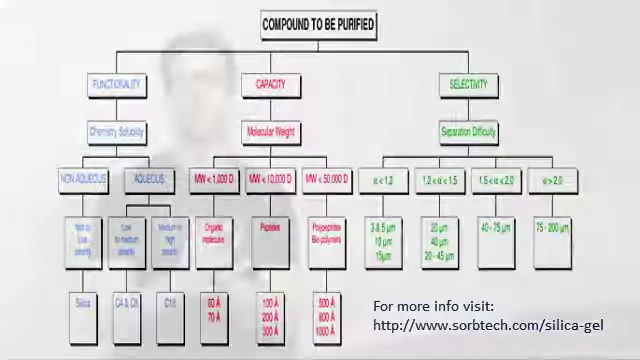 COMPOUND TO BE PURIFIED
FUNCTIONALITY
CAPACITY
SELECTIVITY
Chemistry Solubility
Molecular Weight
Separation Difficulty
NON AQUEOUS
AQUEOUS
MW < 1,000 D
MW < 10,000 D
MW < 50,000 D
α < 1.2
1.2 < α < 1.5
1.5 < α < 2.0
α > 2.0
low
Low
to-medium
Medium to
high
Organic
molecules
Peptides
Polypeptides
Bio-polymers
3 & 5 µm
10 µm
15µm
20 µm
40 µm
20 - 45 µm
40 - 75 µm
75 - 200 µm
Silica
C4 & C8
C18
60 Å
70 Å
100 Å
200 Å
300 Å
500 Å
800 Å
1000 Å
For more info visit:
http://www.sorbtech.com/silica-gel